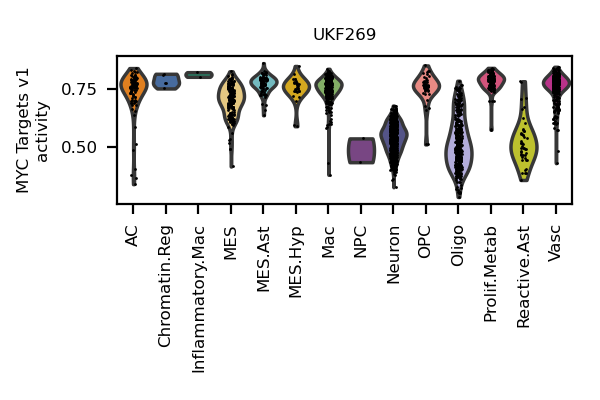 UKF269
MYC Targets v1
activity
0.75
0.50
AC
Chromatin.Reg
Inflammatory.Mac
MES
MES.Ast
MES.Hyp
Mac
NPC
Neuron
OPC
Oligo
Prolif.Metab
Reactive.Ast
Vasc